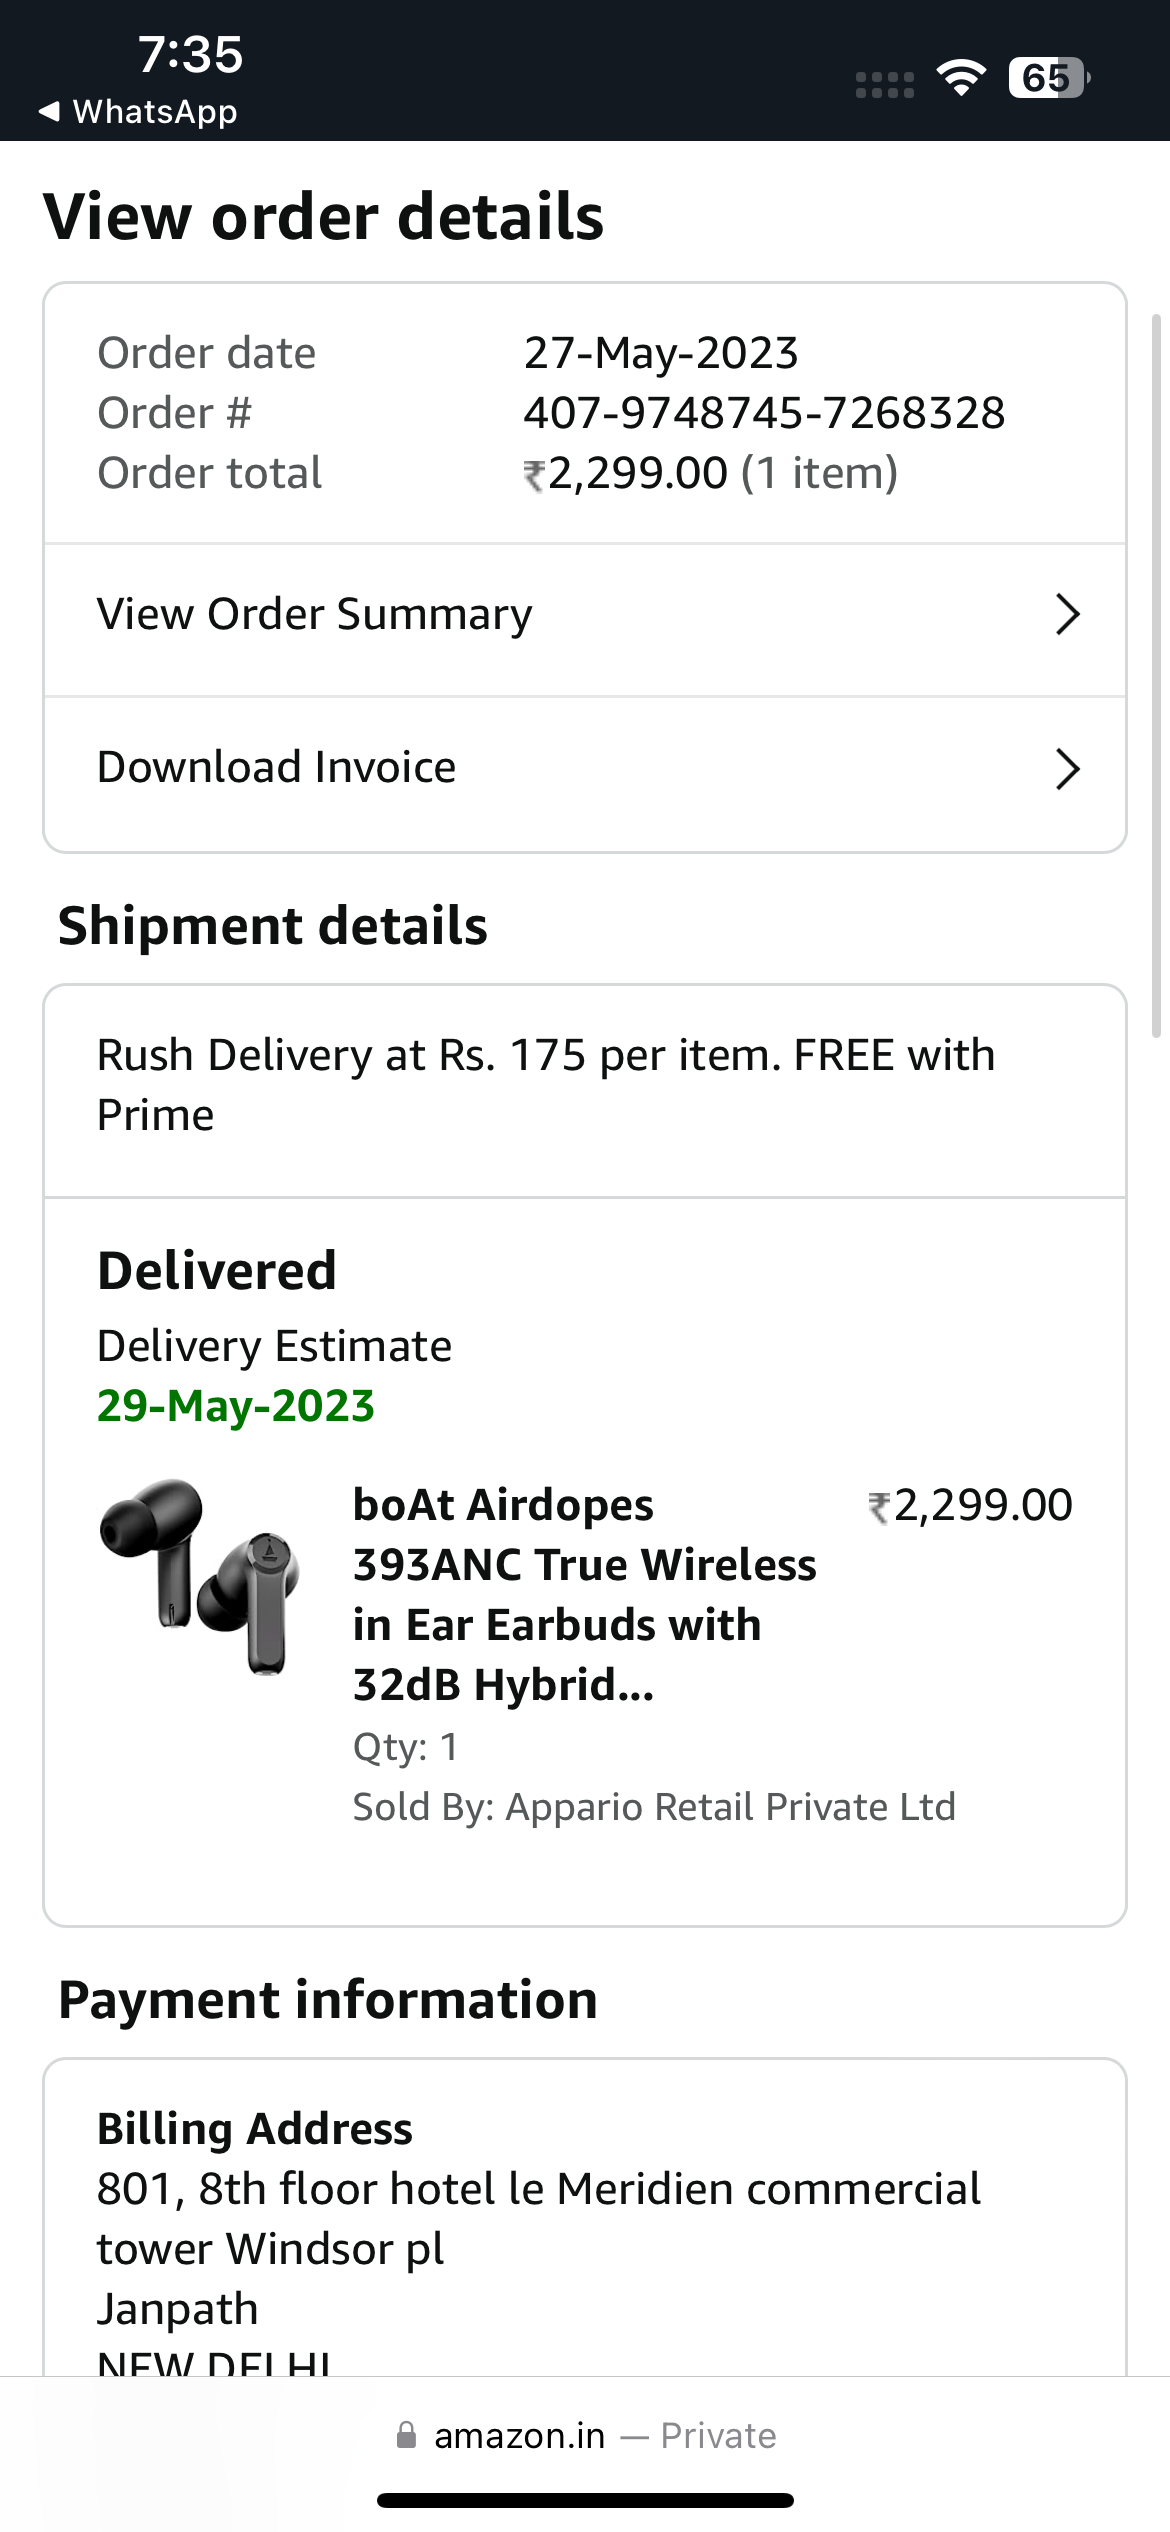 7:35
65
◀ WhatsApp
View order details
Order date 27-May-2023
Order # 407-9748745-7268328
Order total ₹2,299.00 (1 item)
View Order Summary
Download Invoice
Shipment details
Rush Delivery at Rs. 175 per item. FREE with
Prime
Delivered
Delivery Estimate
29-May-2023
boAt Airdopes ₹2,299.00
393ANC True Wireless
in Ear Earbuds with
32dB Hybrid...
Qty: 1
Sold By: Appario Retail Private Ltd
Payment information
Billing Address
801, 8th floor hotel le Meridien commercial
tower Windsor pl
Janpath
NEW DELHI
amazon.in — Private